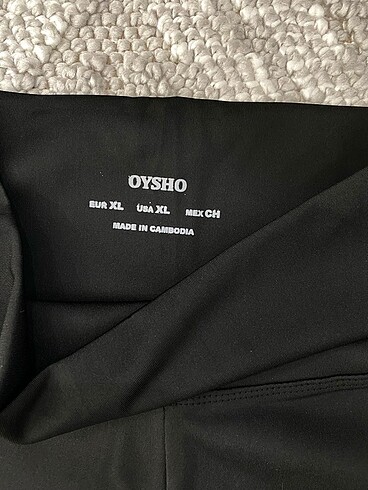 OYSHO
EUR XL USA XL MEX CH
MADE IN CAMBODIA